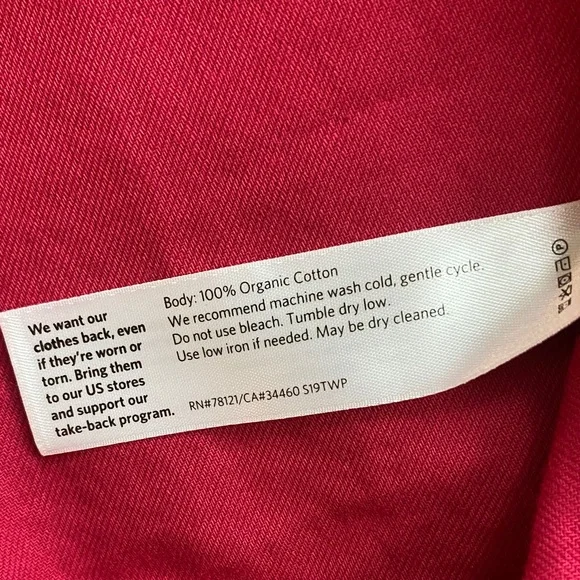 We want our
clothes back, even
if they're worn or
torn. Bring them
to our US stores
and support our
take-back program.
Body: 100% Organic Cotton
We recommend machine wash cold, gentle cycle.
Do not use bleach. Tumble dry low.
Use low iron if needed. May be dry cleaned.
RN#78121/CA#34460 S19TWP
P